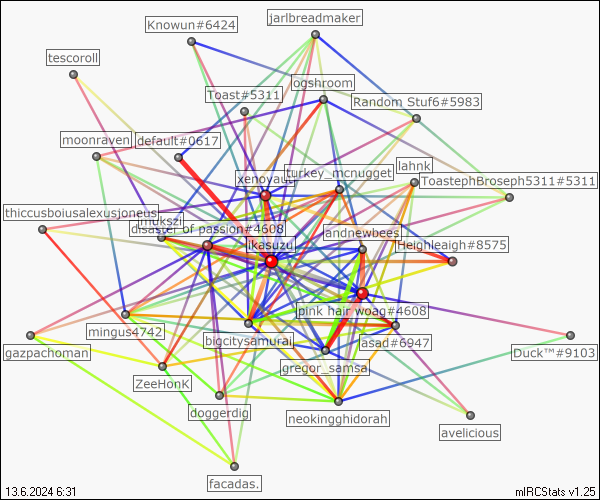 jarlbreadmaker
Knowun#6424
tescoroll
ogshroom
Toast#5311
Random Stuf6#5983
moonraven
default#0617
lahnk
turkey_mcnugget
xenoyaut
ToastephBroseph5311#5311
thiccusboiusalexusjoneus
mukszi
disaster of passion#4608
andnewbees
ikasuzu
Heighleaigh#8575
pink hair woag#4608
mingus4742
bigcitysamurai
asad#6947
gazpachoman
Duck™#9103
gregor_samsa
ZeeHonK
doggerdig
neokingghidorah
avelicious
facadas.
13.6.2024 6:31
mIRCStats v1.25